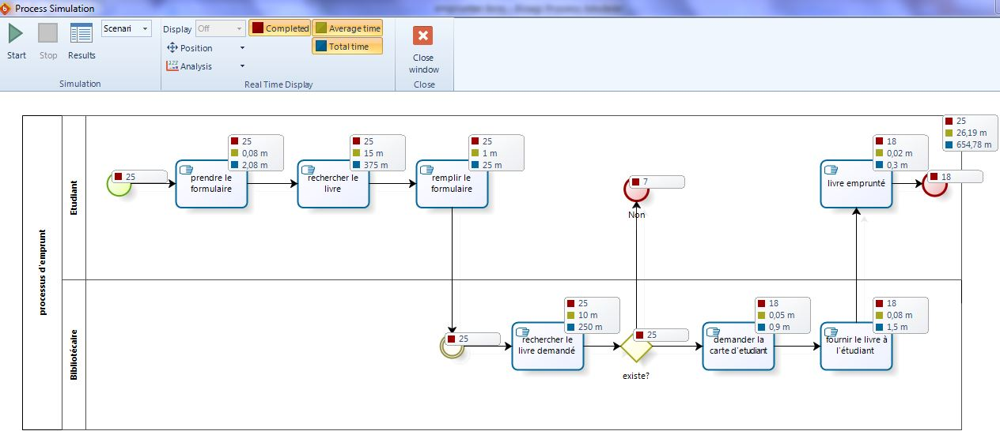 Process Simulation
Start
Stop
Results
Scenari
Simulation
Display
Off
Position
Analysis
Completed
Average time
Total time
Real Time Display
Close
window
Close
processus d'emprunt
Etudiant
25
prendre le
formulaire
25
0,08 m
2,08 m
rechercher le
livre
25
15 m
375 m
remplir le
formulaire
25
1 m
25 m
7
Non
livre emprunté
18
0,02 m
0,3 m
18
25
26,19 m
654,78 m
Bibliotécaire
25
rechercher le
livre demandé
25
10 m
250 m
25
existe?
demander la
carte d'etudiant
18
0,05 m
0,9 m
fournir le livre à
l'étudiant
18
0,08 m
1,5 m